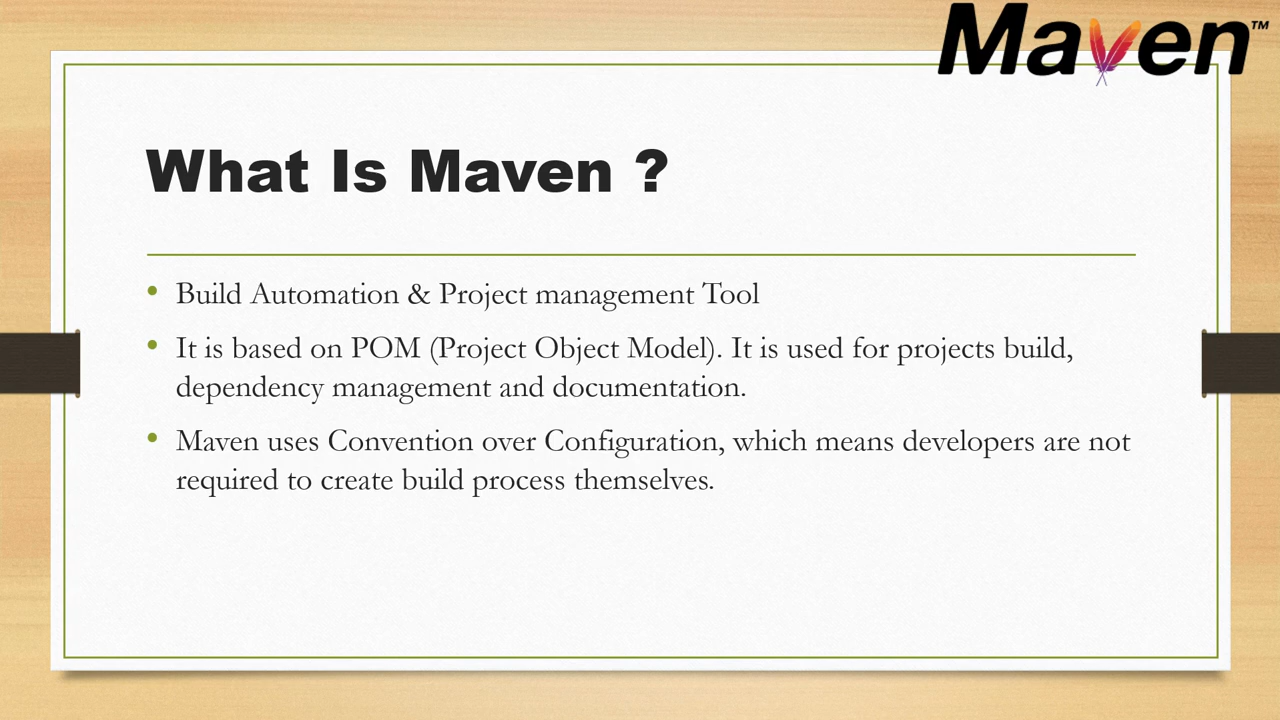 Maven™
What Is Maven ?
• Build Automation & Project management Tool
• It is based on POM (Project Object Model). It is used for projects build,
dependency management and documentation.
• Maven uses Convention over Configuration, which means developers are not
required to create build process themselves.